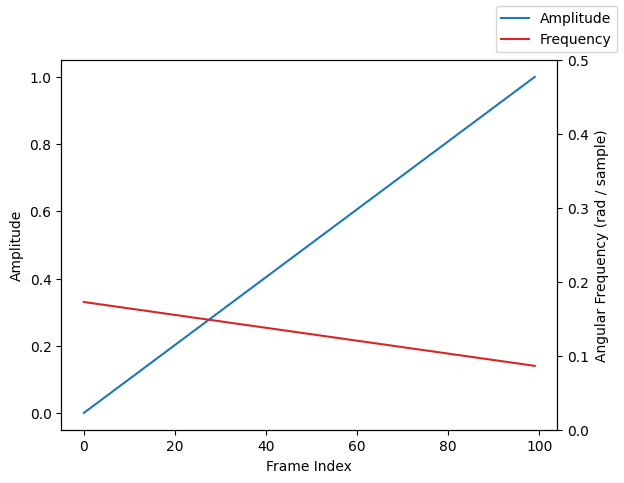 Amplitude
Frequency
1.0
0.8
0.6
0.4
0.2
0.0
Amplitude
0.5
0.4
0.3
0.2
0.1
0.0
Angular Frequency (rad / sample)
0 20 40 60 80 100
Frame Index